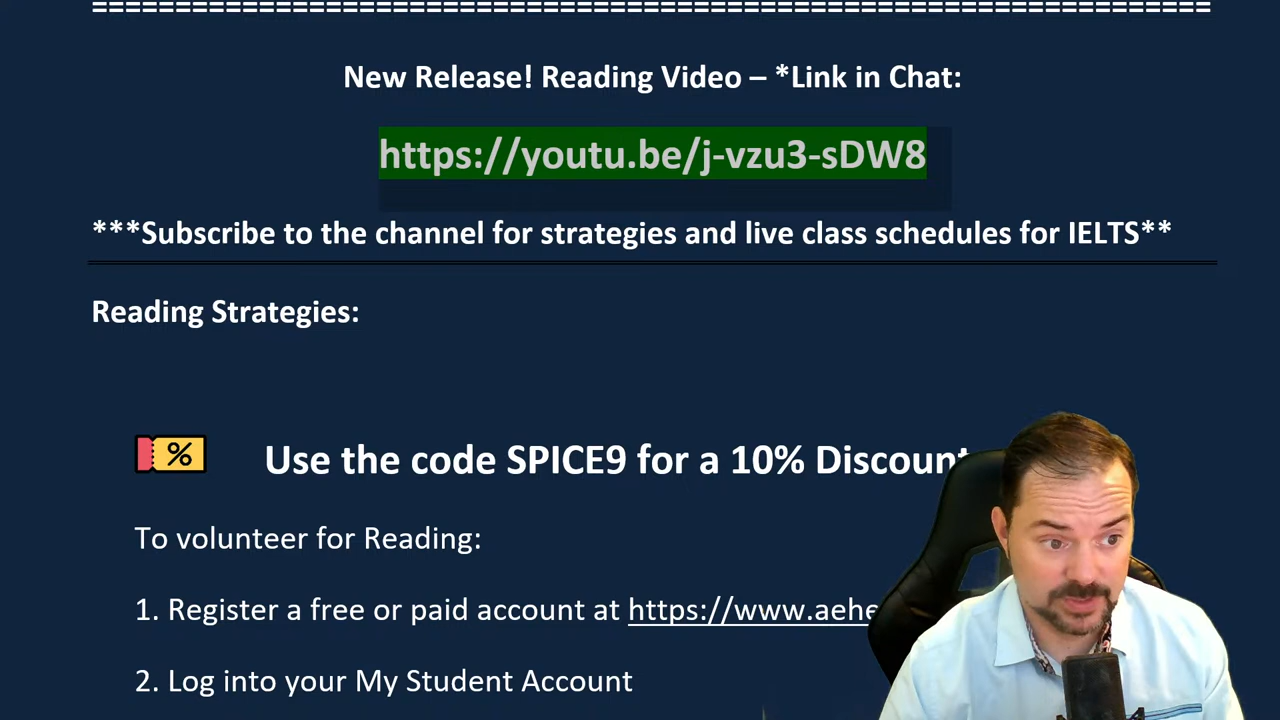 ===============================================================
New Release! Reading Video – *Link in Chat:
https://youtu.be/j-vzu3-sDW8
***Subscribe to the channel for strategies and live class schedules for IELTS**
Reading Strategies:
% Use the code SPICE9 for a 10% Discount
To volunteer for Reading:
1. Register a free or paid account at https://www.aehe
2. Log into your My Student Account